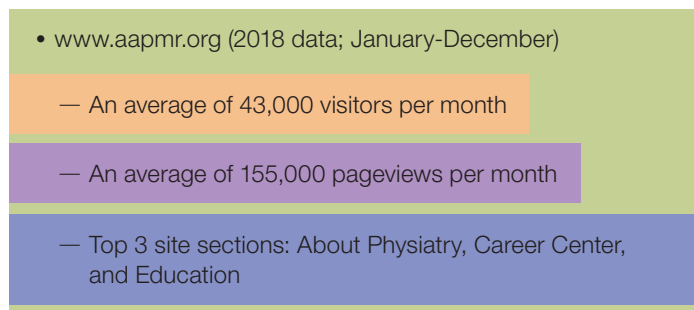 • www.aapmr.org (2018 data; January-December)
— An average of 43,000 visitors per month
— An average of 155,000 pageviews per month
— Top 3 site sections: About Physiatry, Career Center,
and Education